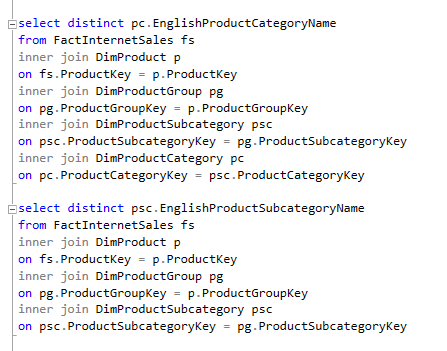 select distinct pc.EnglishProductCategoryName
from FactInternetSales fs
inner join DimProduct p
on fs.ProductKey = p.ProductKey
inner join DimProductGroup pg
on pg.ProductGroupKey = p.ProductGroupKey
inner join DimProductSubcategory psc
on psc.ProductSubcategoryKey = pg.ProductSubcategoryKey
inner join DimProductCategory pc
on pc.ProductCategoryKey = psc.ProductCategoryKey
select distinct psc.EnglishProductSubcategoryName
from FactInternetSales fs
inner join DimProduct p
on fs.ProductKey = p.ProductKey
inner join DimProductGroup pg
on pg.ProductGroupKey = p.ProductGroupKey
inner join DimProductSubcategory psc
on psc.ProductSubcategoryKey = pg.ProductSubcategoryKey